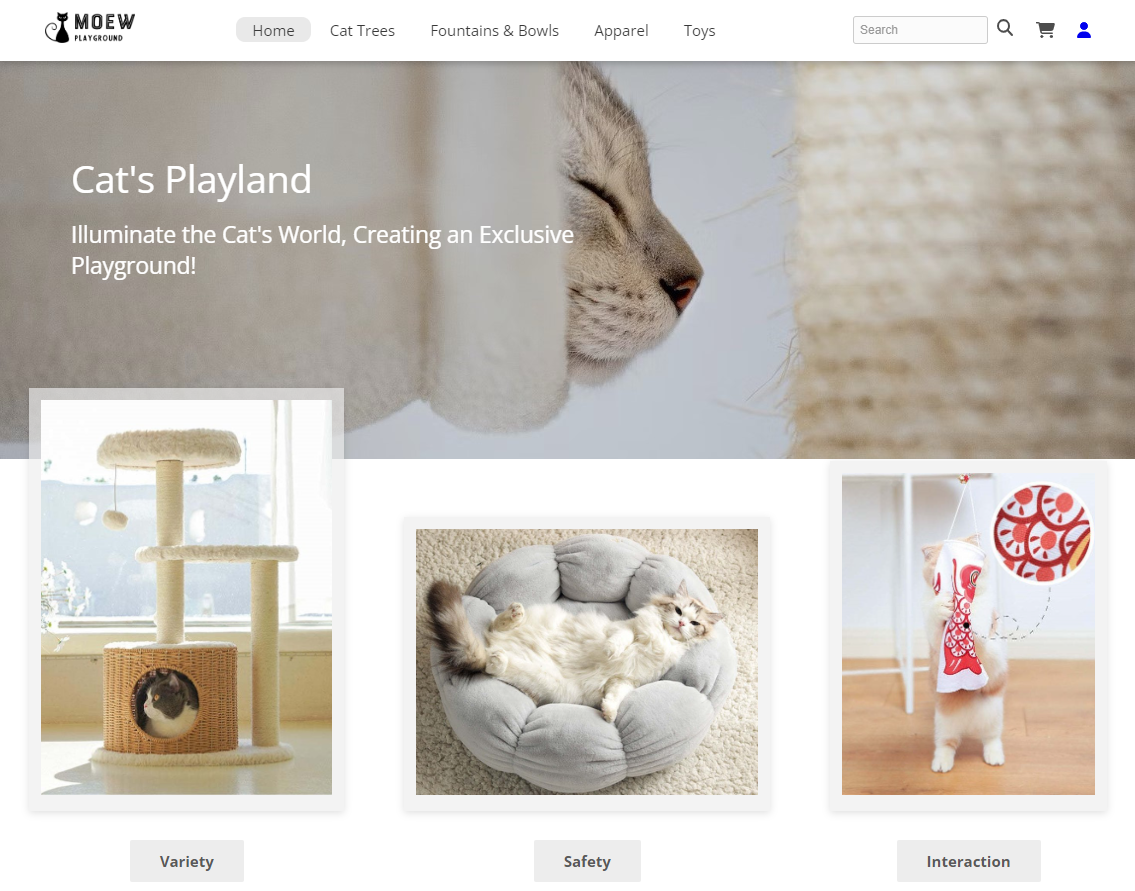 MOEW
PLAYGROUND
Home
Cat Trees
Fountains & Bowls
Apparel
Toys
Search
Cat's Playland
Illuminate the Cat's World, Creating an Exclusive
Playground!
Variety
Safety
Interaction